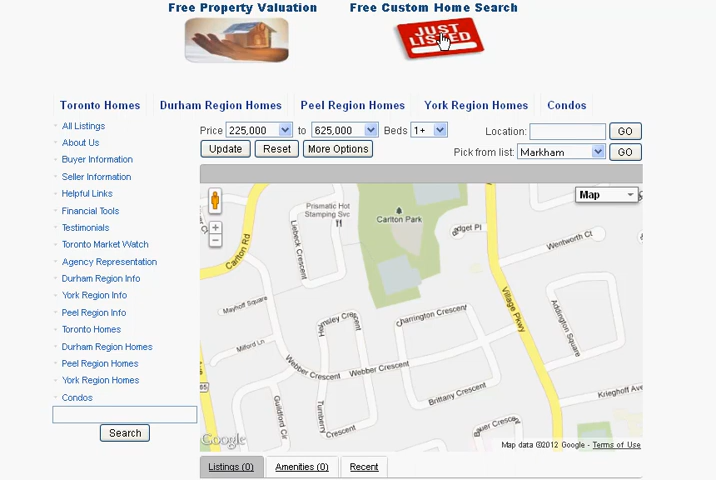 Free Property Valuation
Free Custom Home Search
JUST
LISTED
Toronto Homes
Durham Region Homes
Peel Region Homes
York Region Homes
Condos
All Listings
About Us
Buyer Information
Seller Information
Helpful Links
Financial Tools
Testimonials
Toronto Market Watch
Agency Representation
Durham Region Info
York Region Info
Peel Region Info
Toronto Homes
Durham Region Homes
Peel Region Homes
York Region Homes
Condos
Search
Price 225,000 to 625,000 Beds 1+
Location: GO
Update Reset More Options
Pick from list: Markham GO
Map
Prismatic Hot
Stamping Svc
Carlton Park
Carlton Rd
Liebeck Crescent
Wentworth Ct
Village Pkwy
Addington Square
Mayhoff Square
Milford Ln
Charrington Crescent
Webber Crescent
Webber Crescent
Brittany Crescent
Guildford Cir
Turnberry
Crescent
Krieghoff Ave
Google
Map data ©2012 Google - Terms of Use
Listings (0)
Amenities (0)
Recent